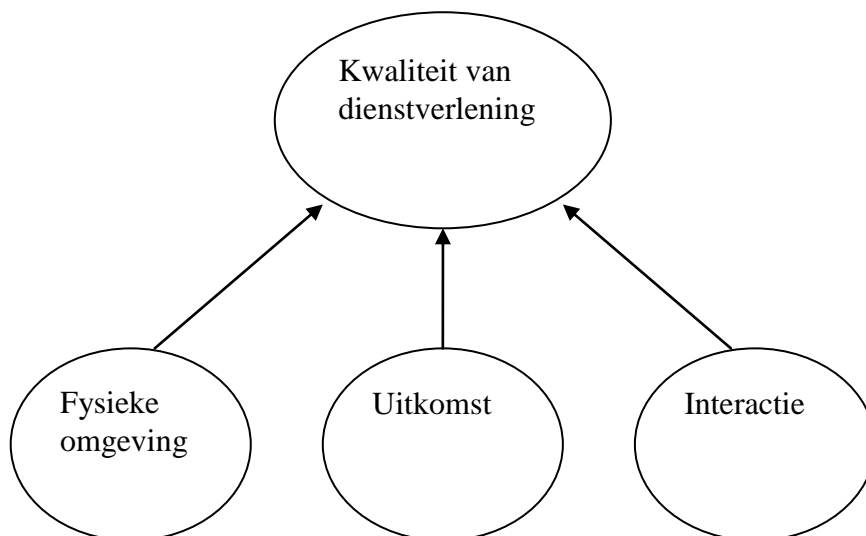 Kwaliteit van
dienstverlening
Fysieke
omgeving
Uitkomst
Interactie